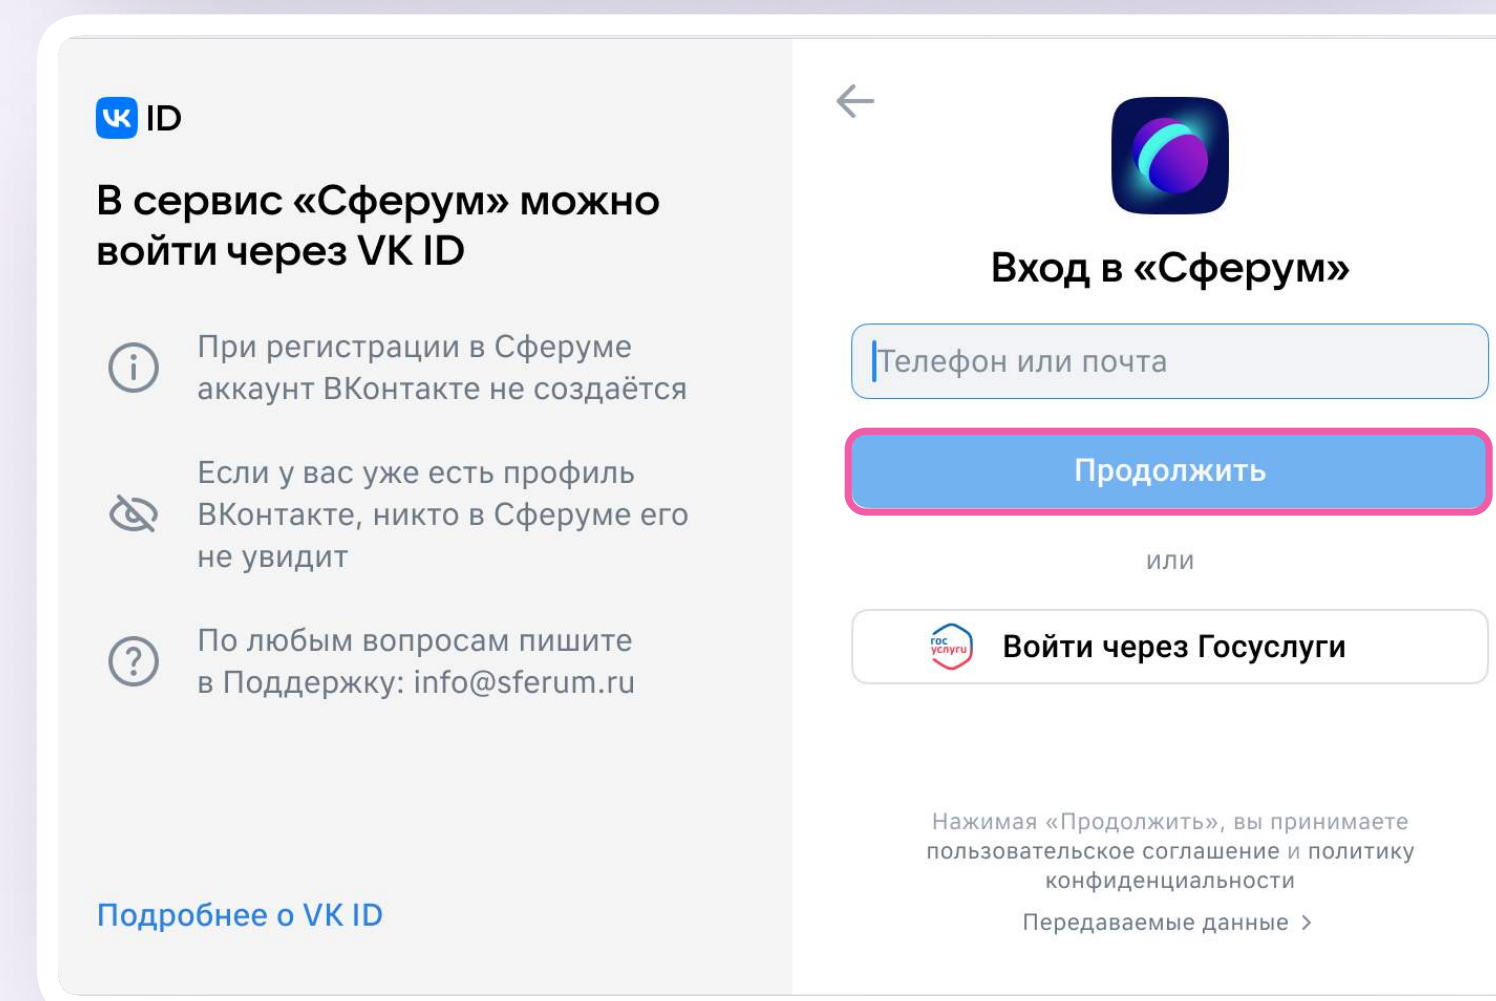 VK ID
В сервис «Сферум» можно
войти через VK ID
При регистрации в Сферуме
аккаунт ВКонтакте не создаётся
Если у вас уже есть профиль
ВКонтакте, никто в Сферуме его
не увидит
По любым вопросам пишите
в Поддержку: info@sferum.ru
Подробнее о VK ID
Вход в «Сферум»
Телефон или почта
Продолжить
или
гос
услуги
Войти через Госуслуги
Нажимая «Продолжить», вы принимаете
пользовательское соглашение и политику
конфиденциальности
Передаваемые данные >